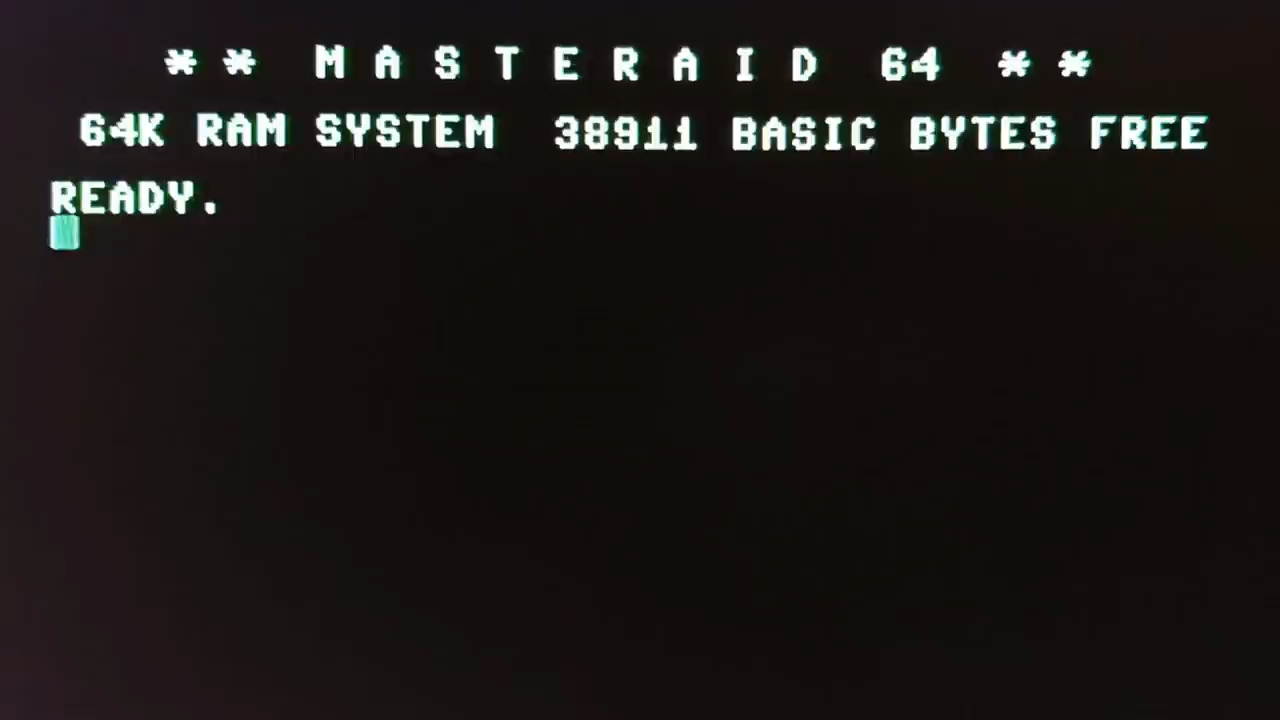 * * M A S T E R A I D  64  * *
64K RAM SYSTEM  38911 BASIC BYTES FREE
READY.